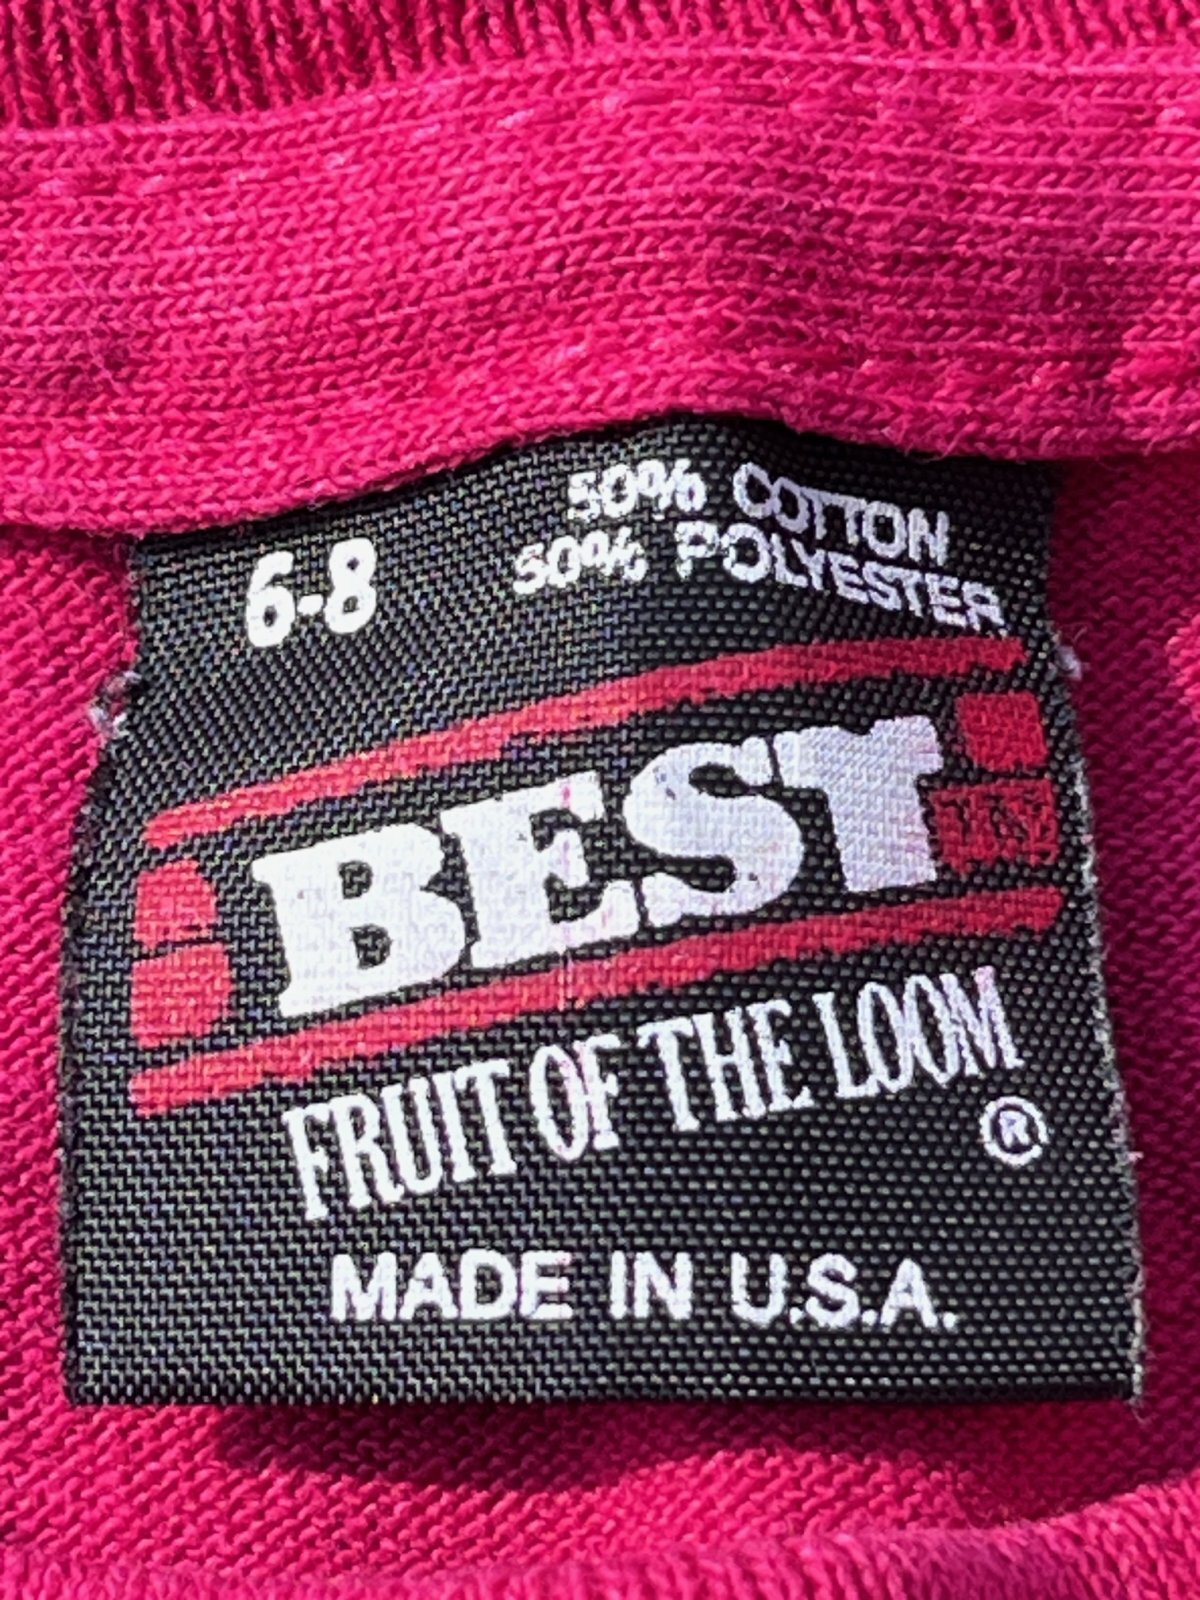 50% COTTON
6-8
50% POLYESTER
BEST
FRUIT OF THE LOOM
®
MADE IN U.S.A.